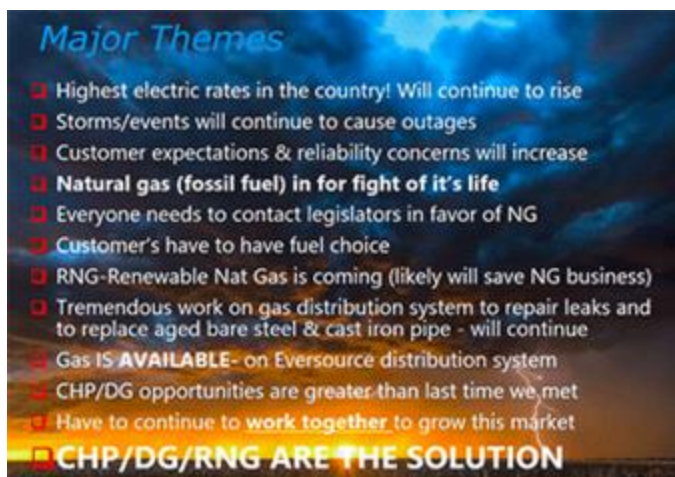 Major Themes
Highest electric rates in the country! Will continue to rise
Storms/events will continue to cause outages
Customer expectations & reliability concerns will increase
Natural gas (fossil fuel) in for fight of it's life
Everyone needs to contact legislators in favor of NG
Customer's have to have fuel choice
RNG-Renewable Nat Gas is coming (likely will save NG business)
Tremendous work on gas distribution system to repair leaks and
to replace aged bare steel & cast iron pipe - will continue
Gas IS AVAILABLE- on Eversource distribution system
CHP/DG opportunities are greater than last time we met
Have to continue to work together to grow this market
CHP/DG/RNG ARE THE SOLUTION